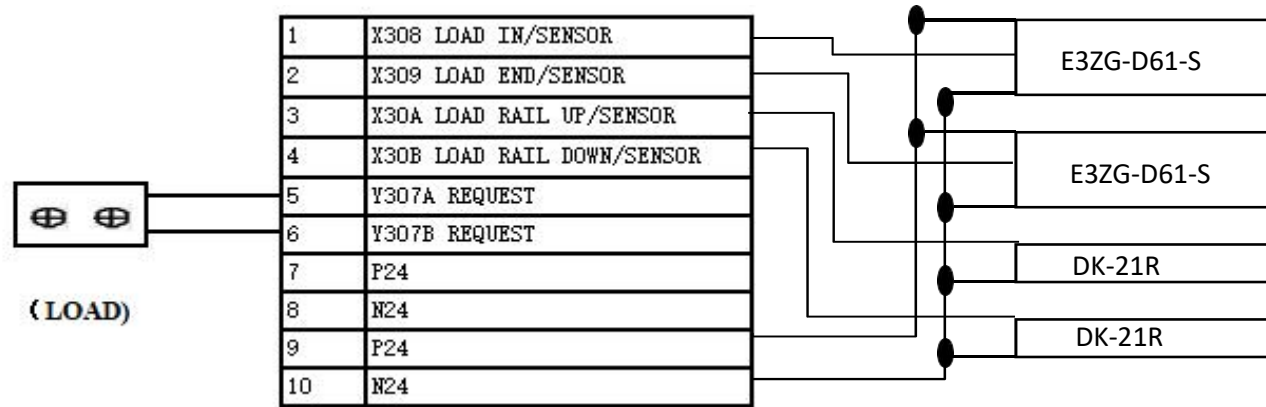 1 X308 LOAD IN/SENSOR
2 X309 LOAD END/SENSOR
3 X30A LOAD RAIL UP/SENSOR
4 X30B LOAD RAIL DOWN/SENSOR
5 Y307A REQUEST
6 Y307B REQUEST
7 P24
8 N24
9 P24
10 N24
(LOAD)
E3ZG-D61-S
E3ZG-D61-S
DK-21R
DK-21R